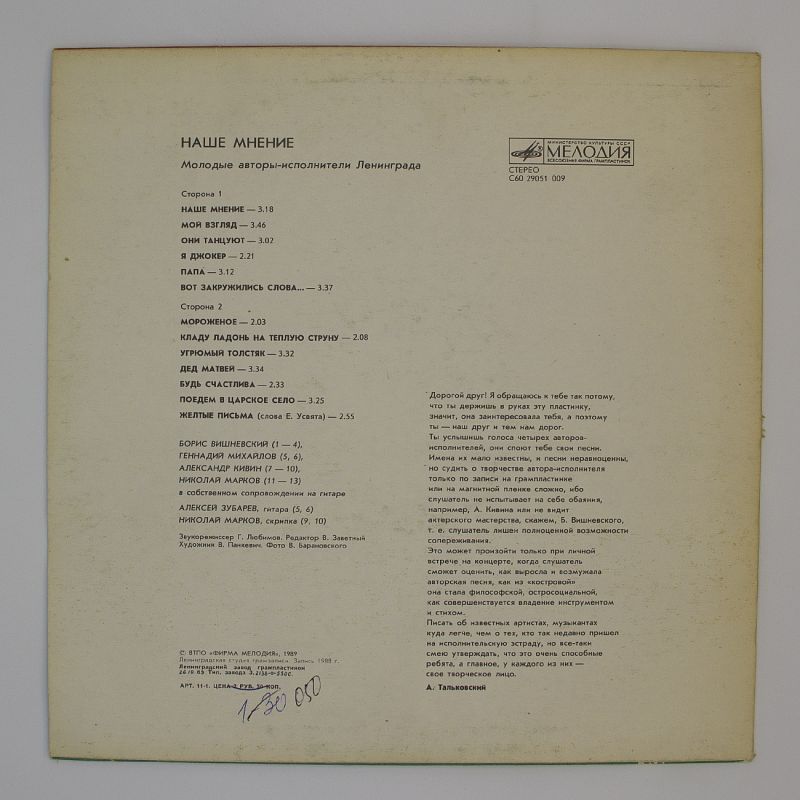 НАШЕ МНЕНИЕ
Молодые авторы-исполнители Ленинграда
МИНИСТЕРСТВО КУЛЬТУРЫ СССР
МЕЛОДИЯ
ВСЕСОЮЗНАЯ ФИРМА ГРАМПЛАСТИНОК
СТЕРЕО
С60 29051 009
Сторона 1
НАШЕ МНЕНИЕ — 3.18
МОЙ ВЗГЛЯД — 3.46
ОНИ ТАНЦУЮТ — 3.02
Я ДЖОКЕР — 2.21
ПАПА — 3.12
ВОТ ЗАКРУЖИЛИСЬ СЛОВА... — 3.37
Сторона 2
МОРОЖЕНОЕ — 2.03
КЛАДУ ЛАДОНЬ НА ТЕПЛУЮ СТРУНУ — 2.08
УГРЮМЫЙ ТОЛСТЯК — 3.32
ДЕД МАТВЕЙ — 3.34
БУДЬ СЧАСТЛИВА — 2.33
ПОЕДЕМ В ЦАРСКОЕ СЕЛО — 3.25
ЖЕЛТЫЕ ПИСЬМА (слова Е. Усвята) — 2.55
БОРИС ВИШНЕВСКИЙ (1 — 4),
ГЕННАДИЙ МИХАЙЛОВ (5, 6),
АЛЕКСАНДР КИВИН (7 — 10),
НИКОЛАЙ МАРКОВ (11 — 13)
в собственном сопровождении на гитаре
АЛЕКСЕЙ ЗУБАРЕВ, гитара (5, 6)
НИКОЛАЙ МАРКОВ, скрипка (9, 10)
Звукорежиссер Г. Любимов. Редактор В. Заветный
Художник В. Панкевич. Фото В. Барановского
© ВТПО «ФИРМА МЕЛОДИЯ», 1989
Ленинградская студия грамзаписи. Запись 1988 г.
Ленинградский завод грампластинок
Тип. завода
АРТ. 11-1. ЦЕНА 2 РУБ. 50 КОП.
1-30 050
Дорогой друг! Я обращаюсь к тебе так потому,
что ты держишь в руках эту пластинку,
значит, она заинтересовала тебя, а поэтому
ты — наш друг и тем нам дорог.
Ты услышишь голоса четырех авторов-
исполнителей, они споют тебе свои песни.
Имена их мало известны, и песни неравноценны,
но судить о творчестве автора-исполнителя
только по записи на грампластинке
или на магнитной пленке сложно, ибо
слушатель не испытывает на себе обаяния,
например, А. Кивина или не видит
актерского мастерства, скажем, Б. Вишневского,
т. е. слушатель лишен полноценной возможности
сопереживания.
Это может произойти только при личной
встрече на концерте, когда слушатель
сможет оценить, как выросла и возмужала
авторская песня, как из «костровой»
она стала философской, остросоциальной,
как совершенствуется владение инструментом
и стихом.
Писать об известных артистах, музыкантах
куда легче, чем о тех, кто так недавно пришел
на исполнительскую эстраду, но все-таки
смею утверждать, что это очень способные
ребята, а главное, у каждого из них —
свое творческое лицо.
А. Тальковский